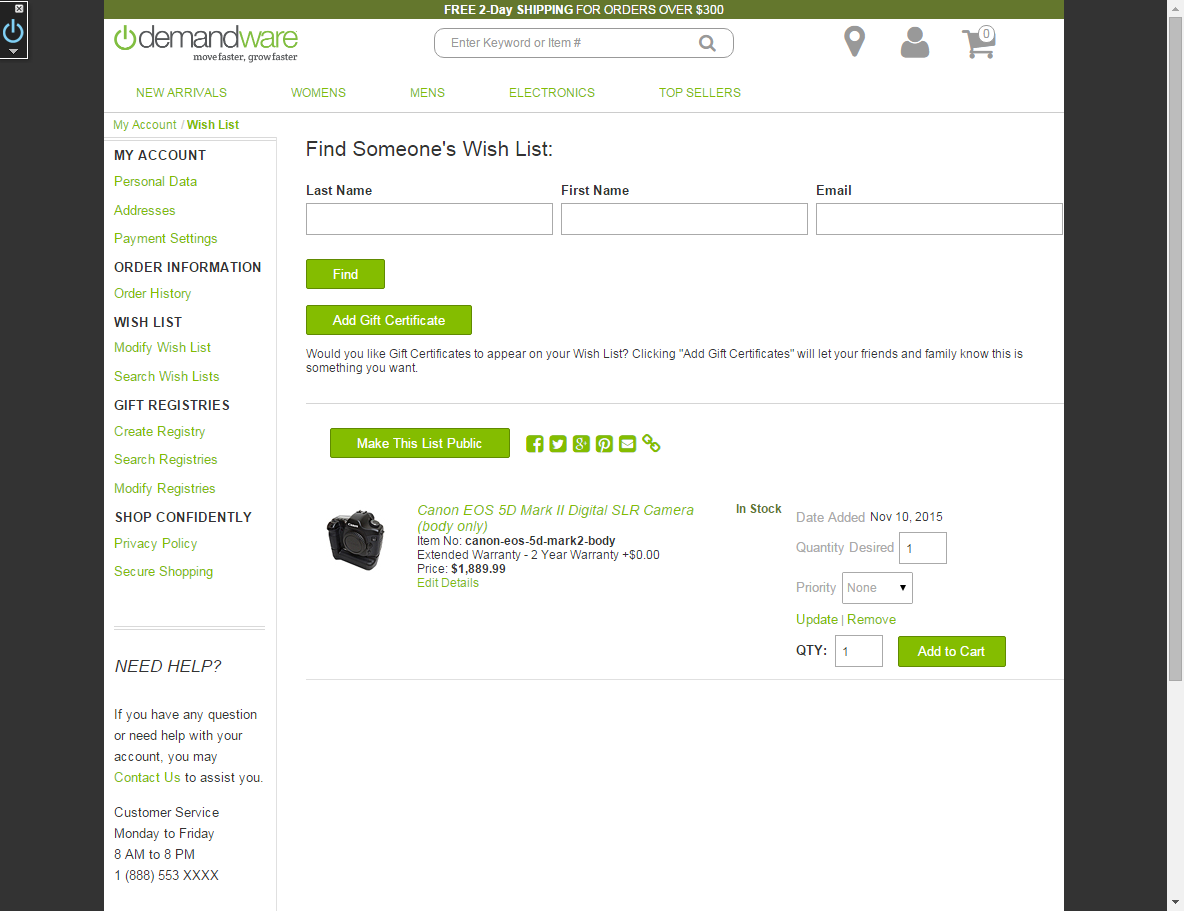 FREE 2-Day SHIPPING FOR ORDERS OVER $300
demandware
move faster, grow faster
Enter Keyword or Item #
0
NEW ARRIVALS
WOMENS
MENS
ELECTRONICS
TOP SELLERS
My Account / Wish List
MY ACCOUNT
Personal Data
Addresses
Payment Settings
ORDER INFORMATION
Order History
WISH LIST
Modify Wish List
Search Wish Lists
GIFT REGISTRIES
Create Registry
Search Registries
Modify Registries
SHOP CONFIDENTLY
Privacy Policy
Secure Shopping
NEED HELP?
If you have any question
or need help with your
account, you may
Contact Us to assist you.
Customer Service
Monday to Friday
8 AM to 8 PM
1 (888) 553 XXXX
Find Someone's Wish List:
Last Name
First Name
Email
Find
Add Gift Certificate
Would you like Gift Certificates to appear on your Wish List? Clicking "Add Gift Certificates" will let your friends and family know this is
something you want.
Make This List Public
Canon EOS 5D Mark II Digital SLR Camera
(body only)
Item No: canon-eos-5d-mark2-body
Extended Warranty - 2 Year Warranty +$0.00
Price: $1,889.99
Edit Details
In Stock
Date Added Nov 10, 2015
Quantity Desired 1
Priority None
Update | Remove
QTY: 1
Add to Cart